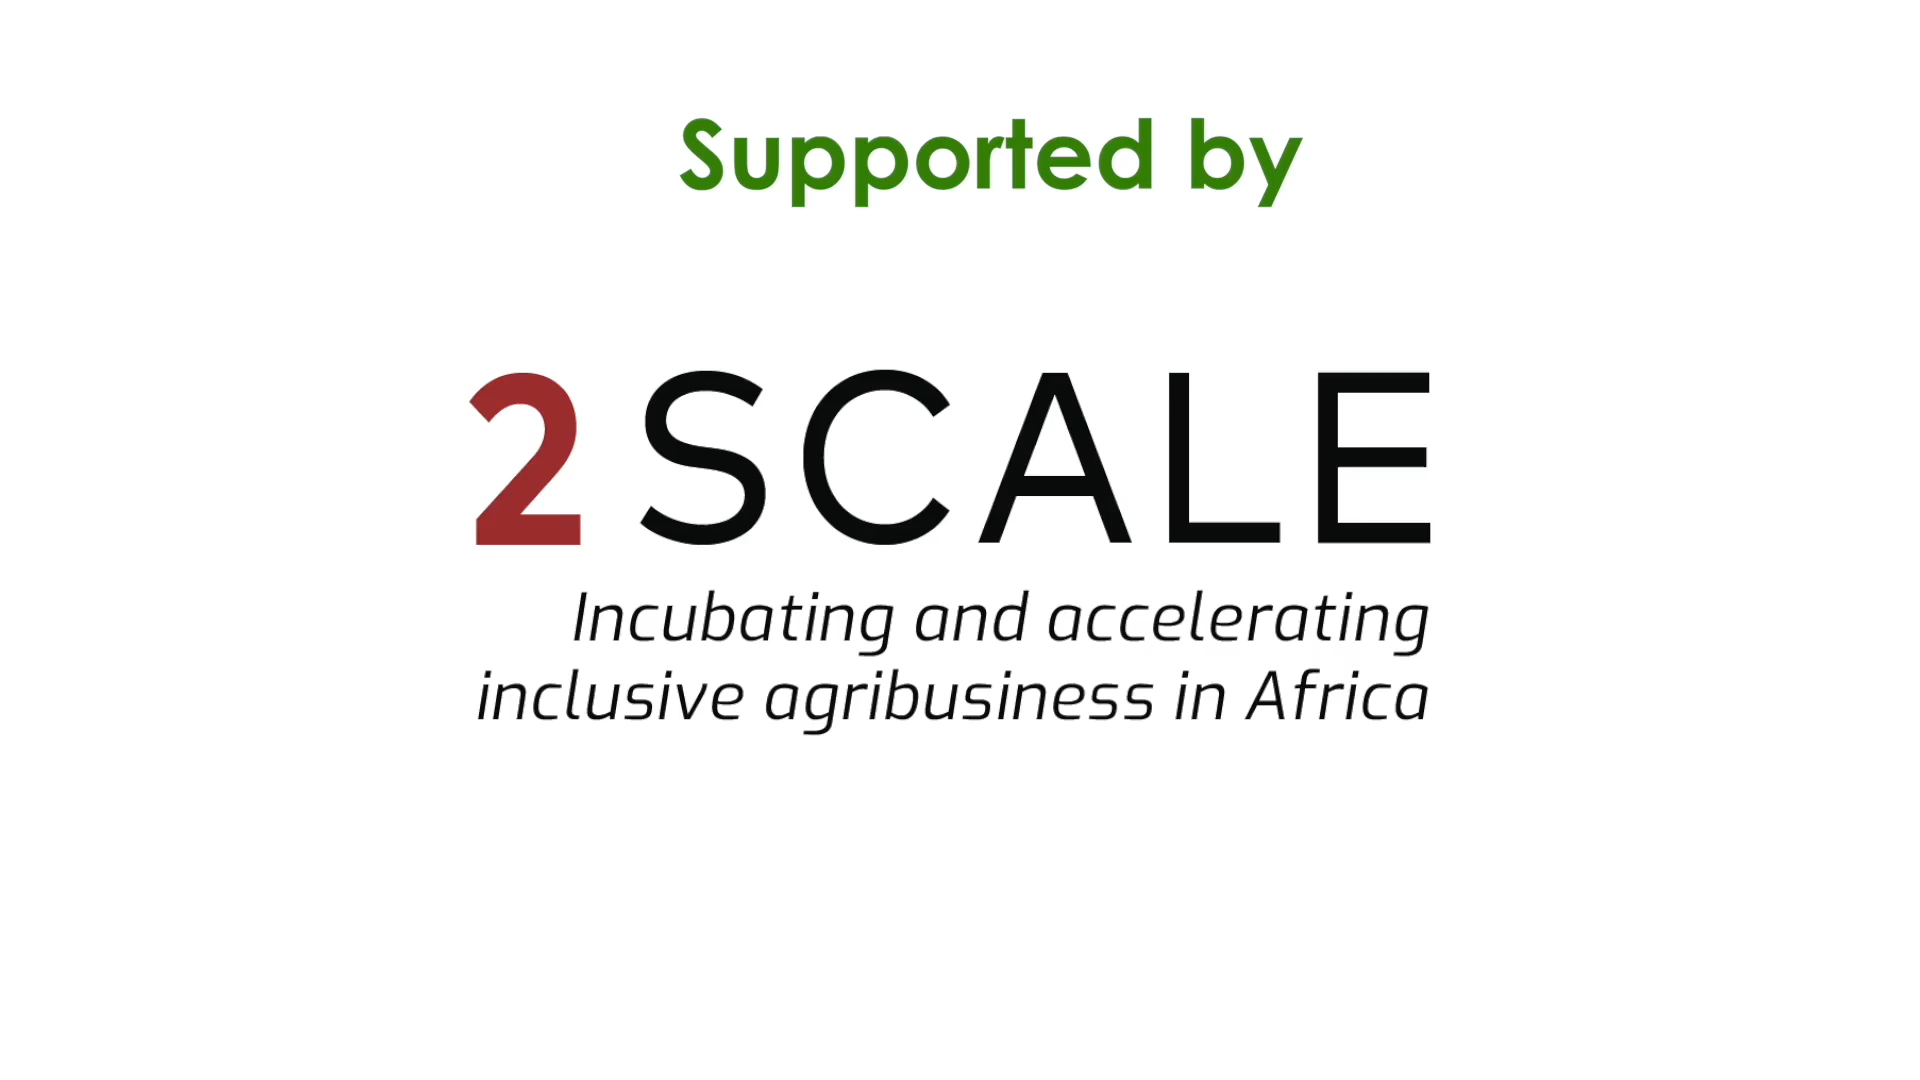 Supported by
2SCALE
Incubating and accelerating
inclusive agribusiness in Africa